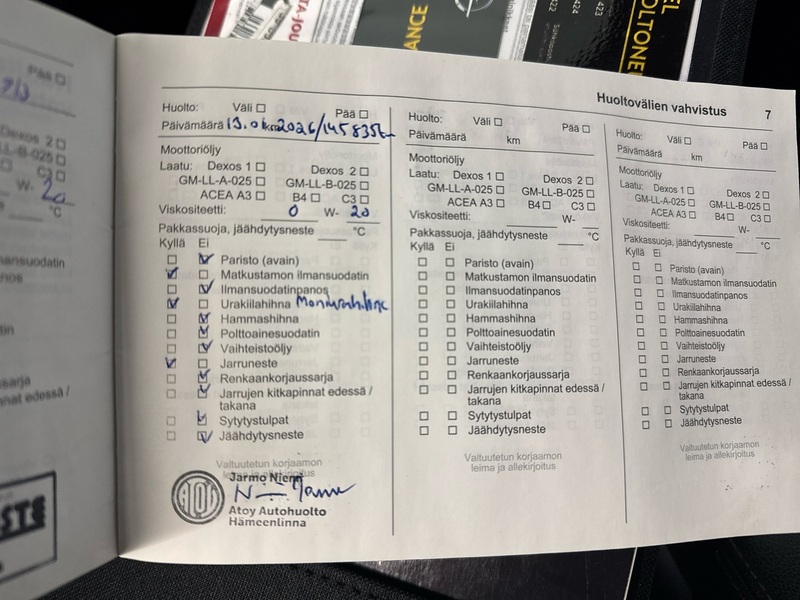 Huoltovälien vahvistus 7
Huolto: Väli ☐ Pää ☐
Päivämäärä
Moottoriöljy
Laatu: Dexos 1 ☐ Dexos 2 ☐
GM-LL-A-025 ☐ GM-LL-B-025 ☐
ACEA A3 ☐ B4 ☐ C3 ☐
Viskositeetti: 0 W- 20
Pakkassuoja, jäähdytysneste °C
Kyllä Ei
☐ ☑ Paristo (avain)
☑ ☐ Matkustamon ilmansuodatin
☐ ☑ Ilmansuodatinpanos
☑ ☐ Urakiilahihna
☐ ☑ Hammashihna
☐ ☑ Polttoainesuodatin
☐ ☑ Vaihteistoöljy
☑ ☐ Jarruneste
☐ ☑ Renkaankorjaussarja
☐ ☑ Jarrujen kitkapinnat edessä /
takana
☐ ☑ Sytytystulpat
☐ ☑ Jäähdytysneste
Valtuutetun korjaamon
leima ja allekirjoitus
Jarmo
Atoy Autohuolto
Hämeenlinna
Huolto: Väli ☐ Pää ☐
Päivämäärä km
Moottoriöljy
Laatu: Dexos 1 ☐ Dexos 2 ☐
GM-LL-A-025 ☐ GM-LL-B-025 ☐
ACEA A3 ☐ B4 ☐ C3 ☐
Viskositeetti: W-
Pakkassuoja, jäähdytysneste °C
Kyllä Ei
☐ ☐ Paristo (avain)
☐ ☐ Matkustamon ilmansuodatin
☐ ☐ Ilmansuodatinpanos
☐ ☐ Urakiilahihna
☐ ☐ Hammashihna
☐ ☐ Polttoainesuodatin
☐ ☐ Vaihteistoöljy
☐ ☐ Jarruneste
☐ ☐ Renkaankorjaussarja
☐ ☐ Jarrujen kitkapinnat edessä /
takana
☐ ☐ Sytytystulpat
☐ ☐ Jäähdytysneste
Valtuutetun korjaamon
leima ja allekirjoitus
Huolto: Väli ☐ Pää ☐
Päivämäärä km
Moottoriöljy
Laatu: Dexos 1 ☐ Dexos 2 ☐
GM-LL-A-025 ☐ GM-LL-B-025 ☐
ACEA A3 ☐ B4 ☐ C3 ☐
Viskositeetti: W-
Pakkassuoja, jäähdytysneste °C
Kyllä Ei
☐ ☐ Paristo (avain)
☐ ☐ Matkustamon ilmansuodatin
☐ ☐ Ilmansuodatinpanos
☐ ☐ Urakiilahihna
☐ ☐ Hammashihna
☐ ☐ Polttoainesuodatin
☐ ☐ Vaihteistoöljy
☐ ☐ Jarruneste
☐ ☐ Renkaankorjaussarja
☐ ☐ Jarrujen kitkapinnat edessä /
takana
☐ ☐ Sytytystulpat
☐ ☐ Jäähdytysneste
Valtuutetun korjaamon
leima ja allekirjoitus